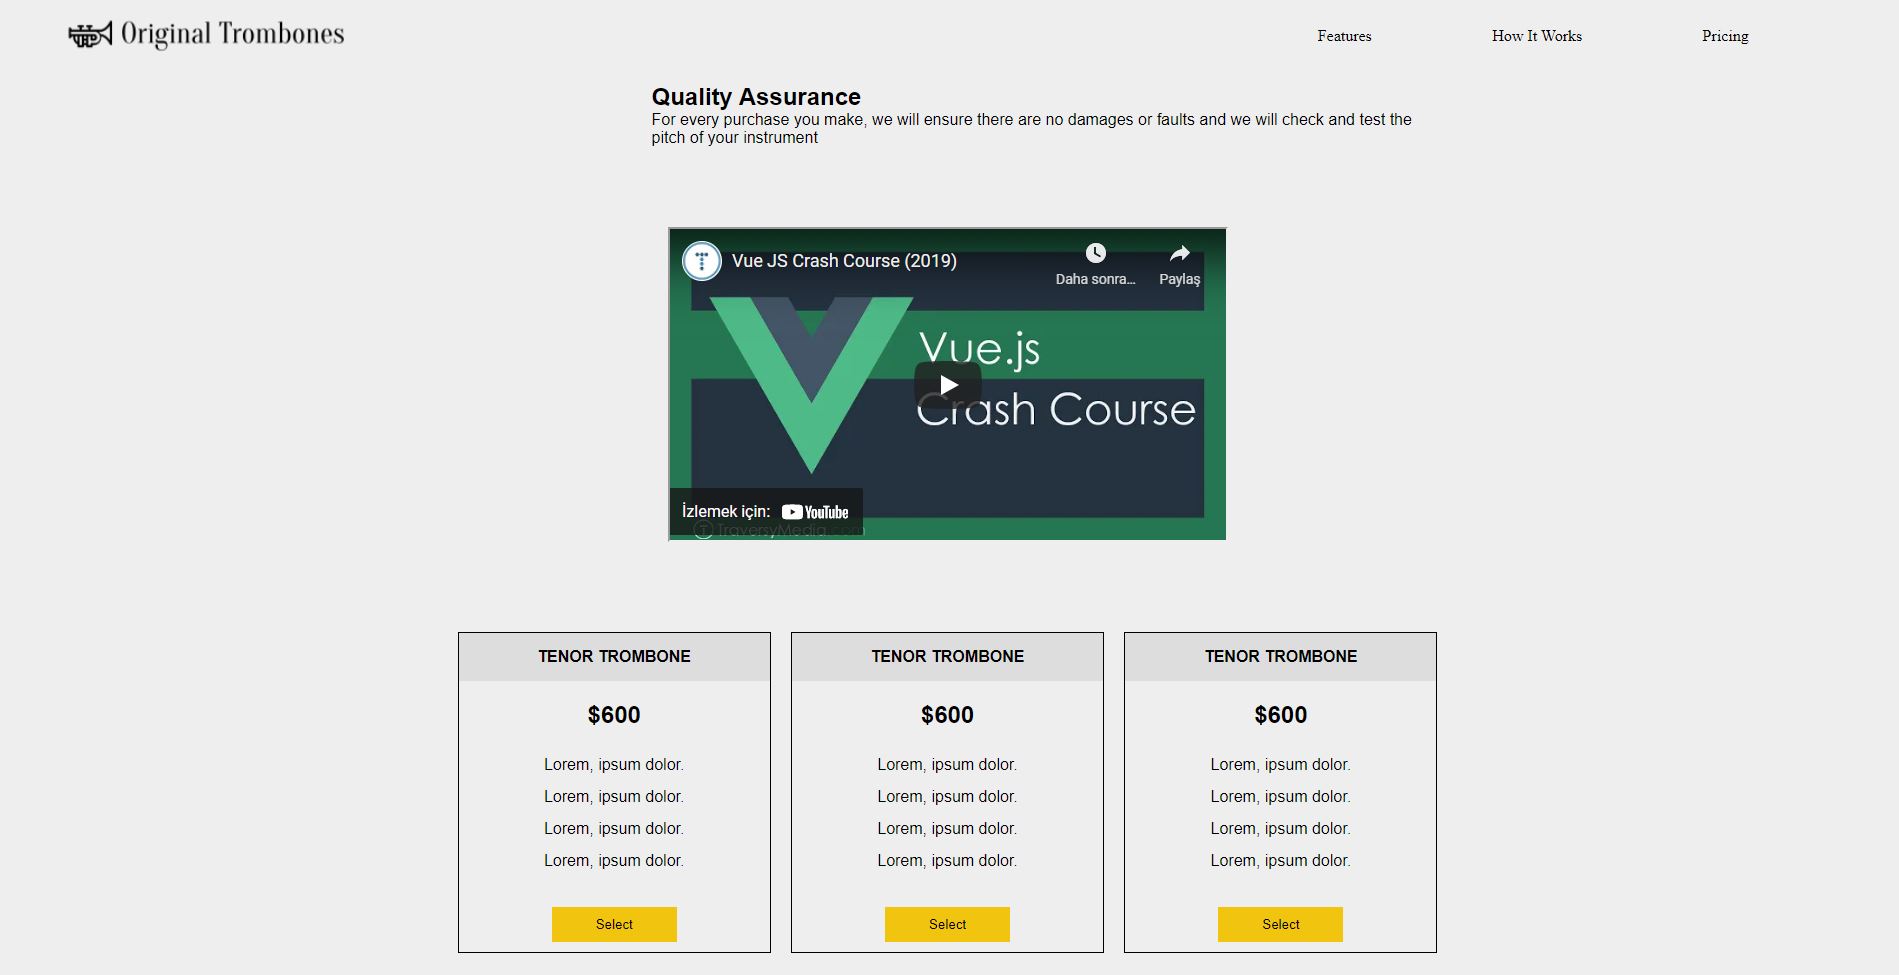 Original Trombones
Features
How It Works
Pricing
Quality Assurance
For every purchase you make, we will ensure there are no damages or faults and we will check and test the
pitch of your instrument
Vue JS Crash Course (2019)
Daha sonra...
Paylaş
Vue.js
Crash Course
İzlemek için: YouTube
TraversyMedia.com
TENOR TROMBONE
$600
Lorem, ipsum dolor.
Lorem, ipsum dolor.
Lorem, ipsum dolor.
Lorem, ipsum dolor.
Select
TENOR TROMBONE
$600
Lorem, ipsum dolor.
Lorem, ipsum dolor.
Lorem, ipsum dolor.
Lorem, ipsum dolor.
Select
TENOR TROMBONE
$600
Lorem, ipsum dolor.
Lorem, ipsum dolor.
Lorem, ipsum dolor.
Lorem, ipsum dolor.
Select